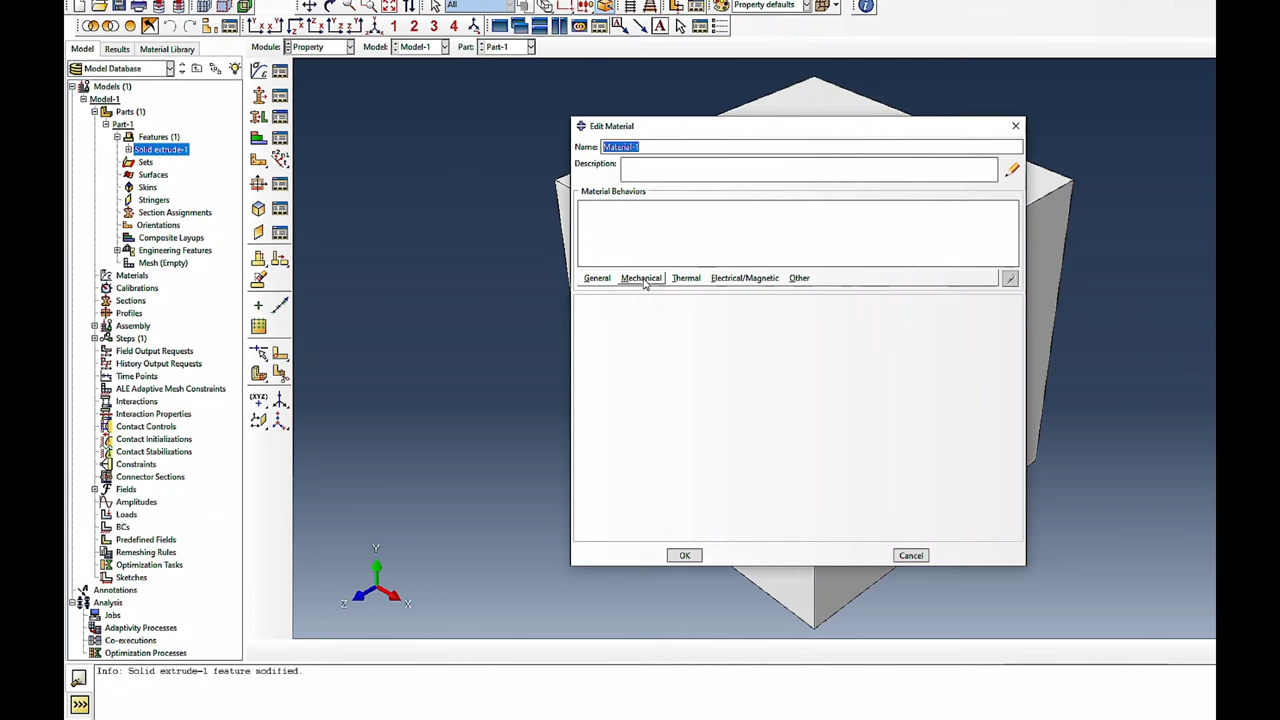 All
Property defaults
1 2 3 4
A
Model Results Material Library
Module: Property Model: Model-1 Part: Part-1
Model Database
Models (1)
Model-1
Parts (1)
Part-1
Features (1)
Solid extrude-1
Sets
Surfaces
Skins
Stringers
Section Assignments
Orientations
Composite Layups
Engineering Features
Mesh (Empty)
Materials
Calibrations
Sections
Profiles
Assembly
Steps (1)
Field Output Requests
History Output Requests
Time Points
ALE Adaptive Mesh Constraints
Interactions
Interaction Properties
Contact Controls
Contact Initializations
Contact Stabilizations
Constraints
Connector Sections
Fields
Amplitudes
Loads
BCs
Predefined Fields
Remeshing Rules
Optimization Tasks
Sketches
Annotations
Analysis
Jobs
Adaptivity Processes
Co-executions
Optimization Processes
(XYZ)
Edit Material
Name: Material-1
Description:
Material Behaviors
General Mechanical Thermal Electrical/Magnetic Other
OK Cancel
Y
Z X
Info: Solid extrude-1 feature modified.
>>>